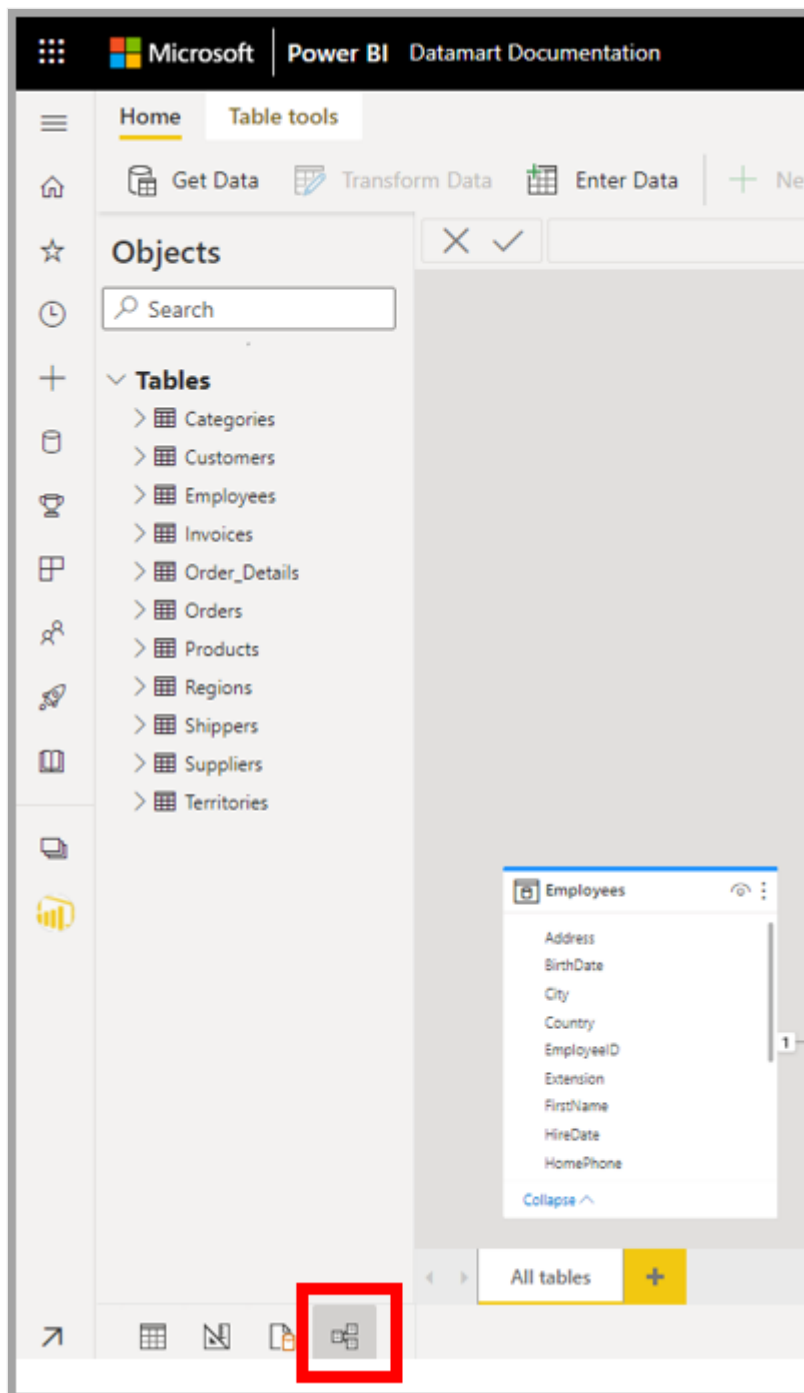 Microsoft Power BI Datamart Documentation
Home Table tools
Get Data Transform Data Enter Data Ne
Objects
Search
Tables
Categories
Customers
Employees
Invoices
Order_Details
Orders
Products
Regions
Shippers
Suppliers
Territories
Employees
Address
BirthDate
City
Country
EmployeeID
1
Extension
FirstName
HireDate
HomePhone
Collapse
All tables